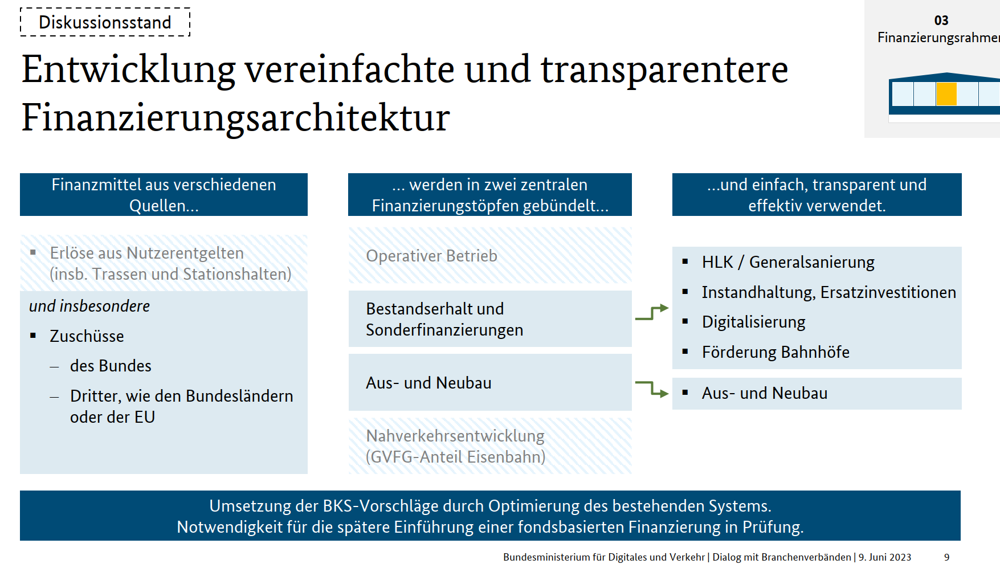 Diskussionsstand
03
Finanzierungsrahmen
Entwicklung vereinfachte und transparentere
Finanzierungsarchitektur
Finanzmittel aus verschiedenen
Quellen…
▪ Erlöse aus Nutzerentgelten
(insb. Trassen und Stationshalten)
und insbesondere
▪ Zuschüsse
– des Bundes
– Dritter, wie den Bundesländern
oder der EU
… werden in zwei zentralen
Finanzierungstöpfen gebündelt…
Operativer Betrieb
Bestandserhalt und
Sonderfinanzierungen
Aus- und Neubau
Nahverkehrsentwicklung
(GVFG-Anteil Eisenbahn)
…und einfach, transparent und
effektiv verwendet.
▪ HLK / Generalsanierung
▪ Instandhaltung, Ersatzinvestitionen
▪ Digitalisierung
▪ Förderung Bahnhöfe
▪ Aus- und Neubau
Umsetzung der BKS-Vorschläge durch Optimierung des bestehenden Systems.
Notwendigkeit für die spätere Einführung einer fondsbasierten Finanzierung in Prüfung.
Bundesministerium für Digitales und Verkehr | Dialog mit Branchenverbänden | 9. Juni 2023 9